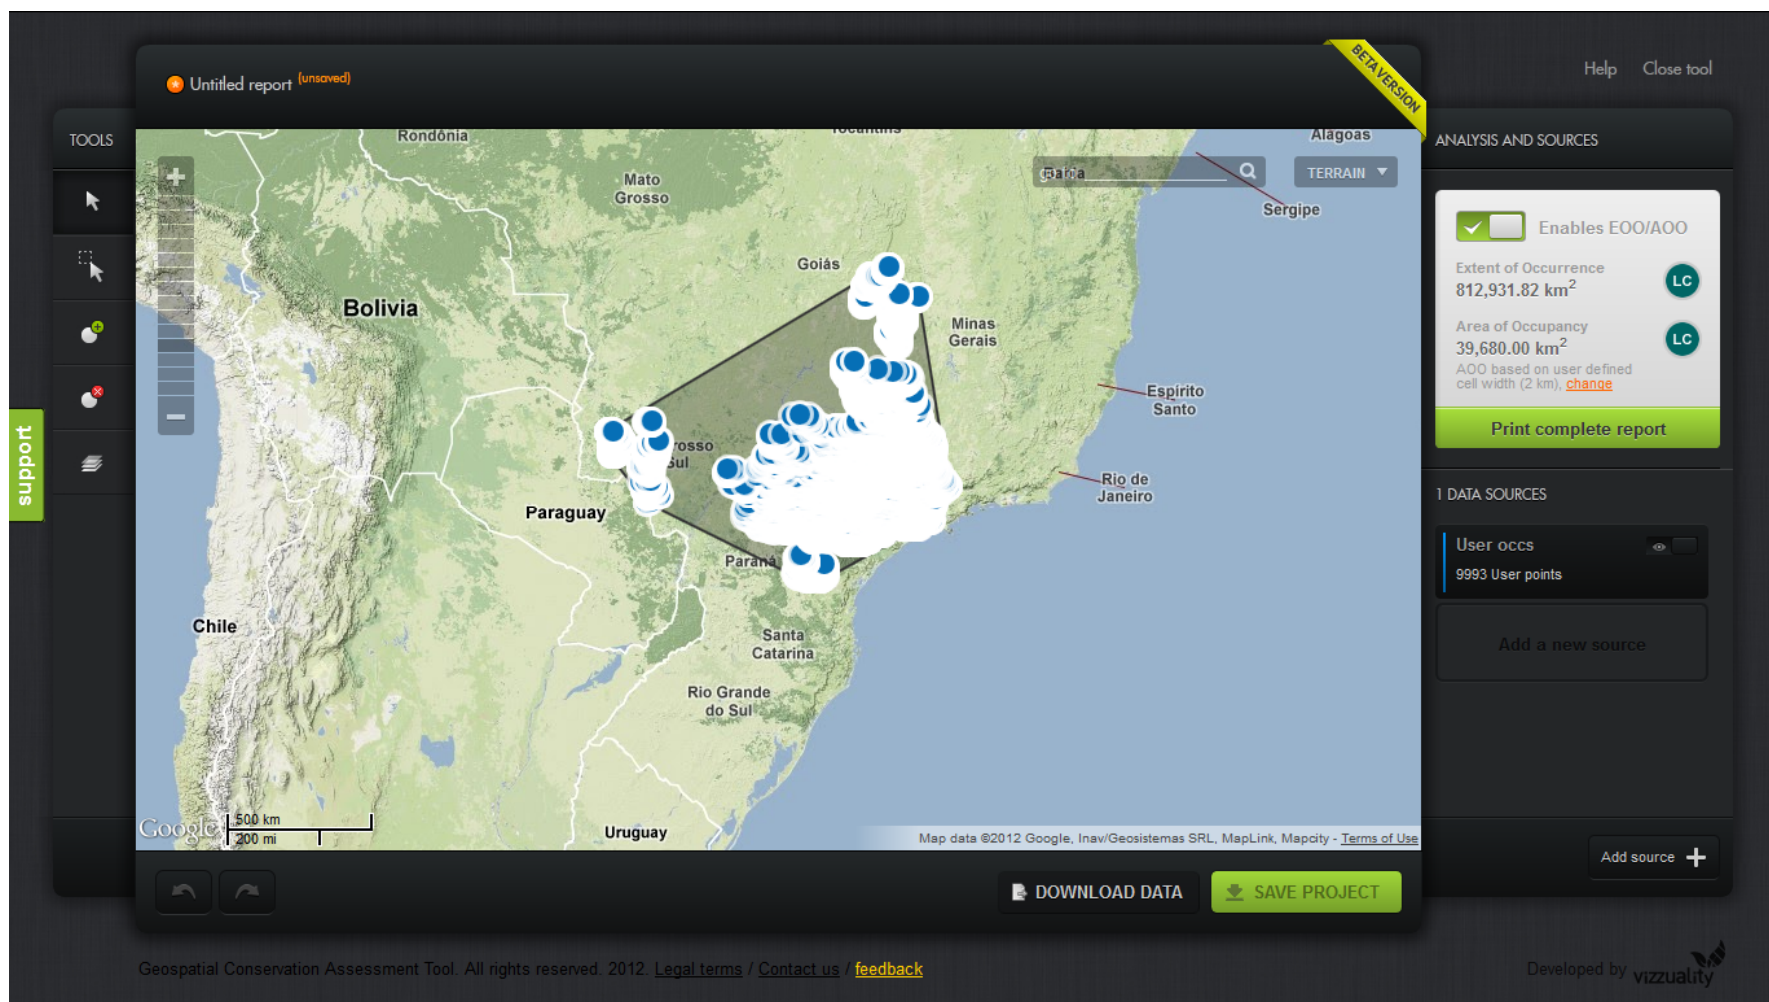 Untitled report (unsaved)
BETA VERSION
Help
Close tool
TOOLS
ANALYSIS AND SOURCES
Rondônia
Tocantins
Alagoas
Mato
Grosso
Bahia
TERRAIN
Sergipe
Goiás
Bolivia
Minas
Gerais
Espírito
Santo
rosso
Sul
Rio de
Janeiro
Paraguay
Paraná
Chile
Santa
Catarina
Rio Grande
do Sul
Uruguay
Google
500 km
200 mi
Map data ©2012 Google, Inav/Geosistemas SRL, MapLink, Mapcity - Terms of Use
support
Enables EOO/AOO
Extent of Occurrence
812,931.82 km²
LC
Area of Occupancy
39,680.00 km²
LC
AOO based on user defined
cell width (2 km), change
Print complete report
1 DATA SOURCES
User occs
9993 User points
Add a new source
Add source
DOWNLOAD DATA
SAVE PROJECT
Geospatial Conservation Assessment Tool. All rights reserved. 2012. Legal terms / Contact us / feedback
Developed by vizzuality